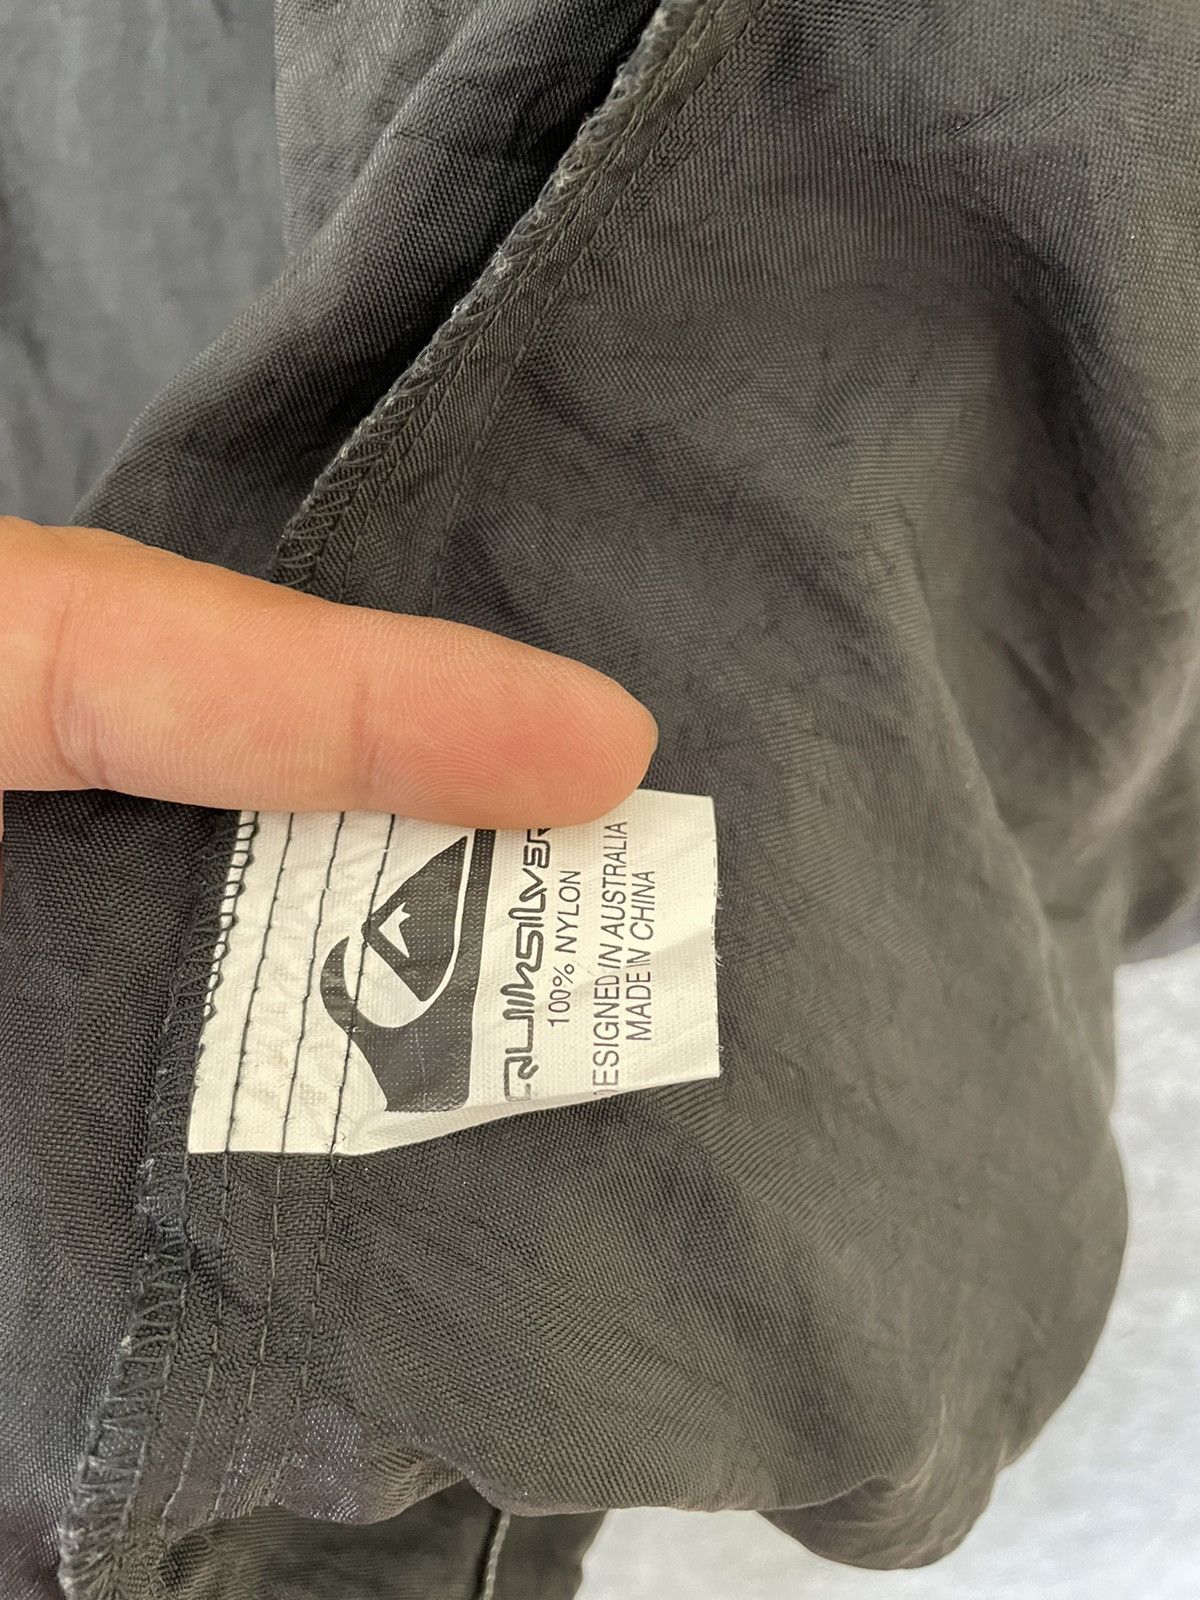 QUIKSILVER
100% NYLON
DESIGNED IN AUSTRALIA
MADE IN CHINA